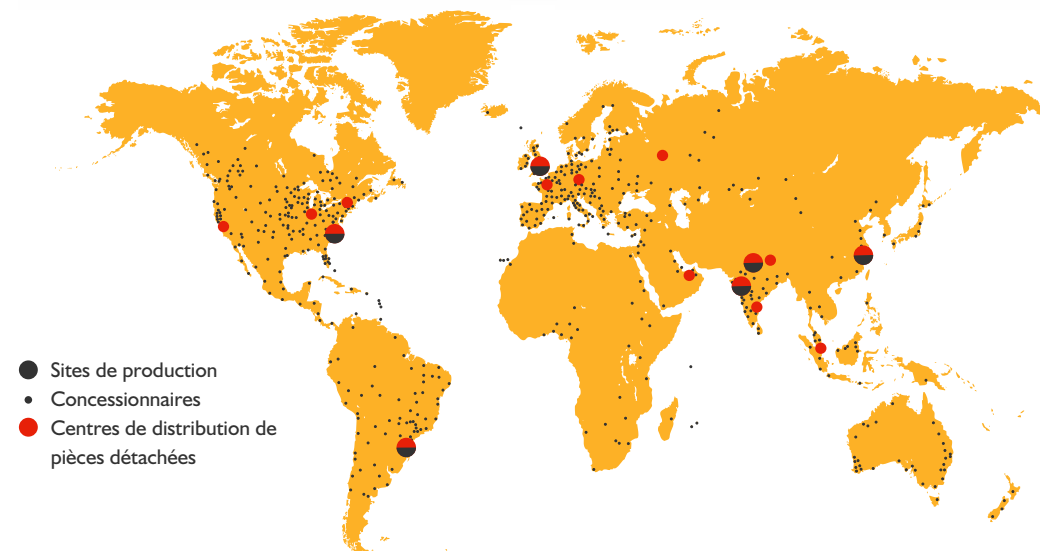 Sites de production
Concessionnaires
Centres de distribution de
pièces détachées